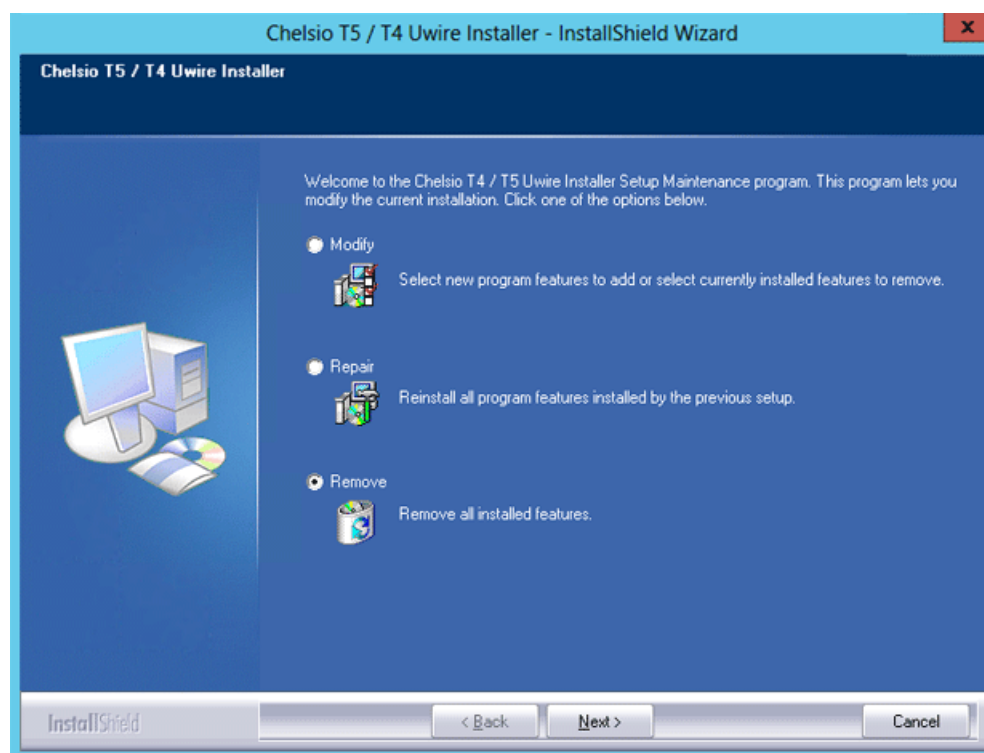 Chelsio T5 / T4 Uwire Installer - InstallShield Wizard
x
Chelsio T5 / T4 Uwire Installer
Welcome to the Chelsio T4 / T5 Uwire Installer Setup Maintenance program. This program lets you
modify the current installation. Click one of the options below.
Modify
Select new program features to add or select currently installed features to remove.
Repair
Reinstall all program features installed by the previous setup.
Remove
Remove all installed features.
InstallShield
< Back
Next >
Cancel